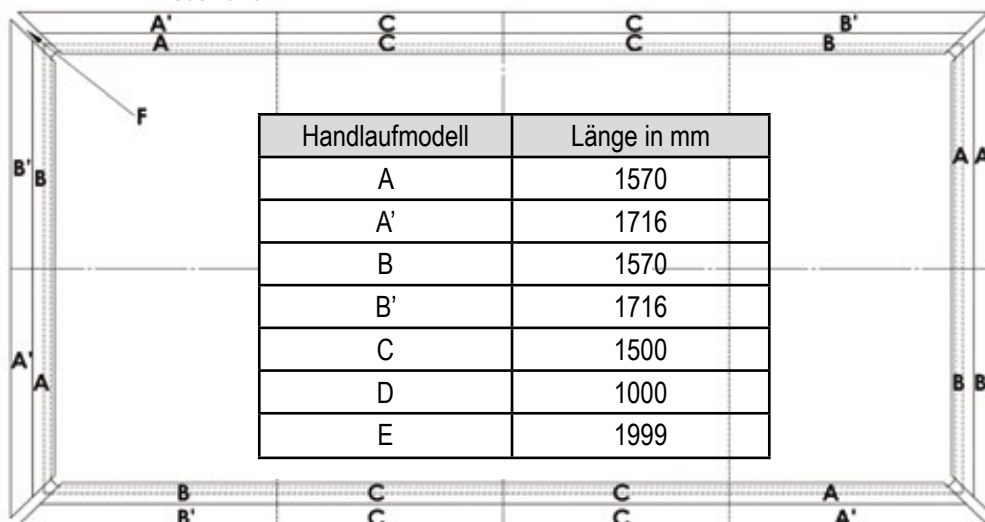 A' C C B'
A C C B
F
B' B
A A
Handlaufmodell Länge in mm
A 1570
A' 1716
B 1570
B' 1716
C 1500
D 1000
E 1999
A' A
B B
B C C A
B' C C A'